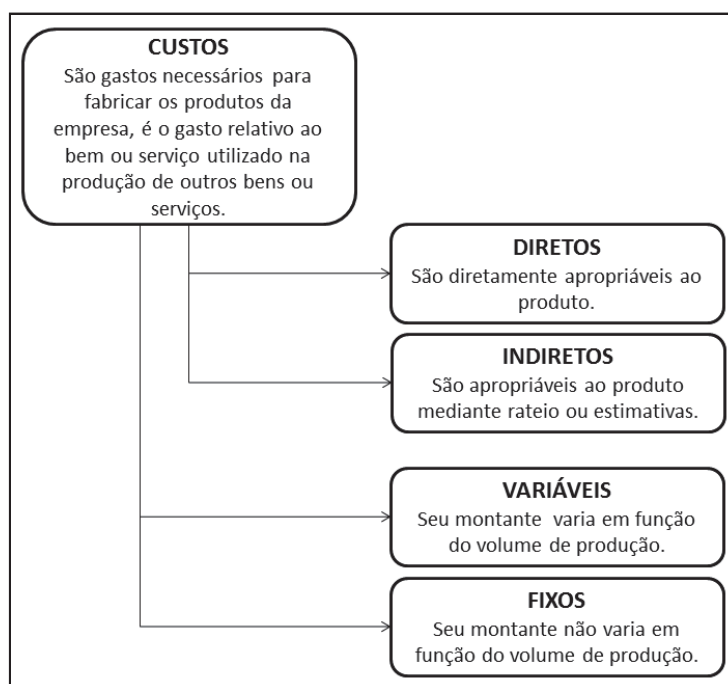 CUSTOS
São gastos necessários para
fabricar os produtos da
empresa, é o gasto relativo ao
bem ou serviço utilizado na
produção de outros bens ou
serviços.
DIRETOS
São diretamente apropriáveis ao
produto.
INDIRETOS
São apropriáveis ao produto
mediante rateio ou estimativas.
VARIÁVEIS
Seu montante varia em função
do volume de produção.
FIXOS
Seu montante não varia em
função do volume de produção.